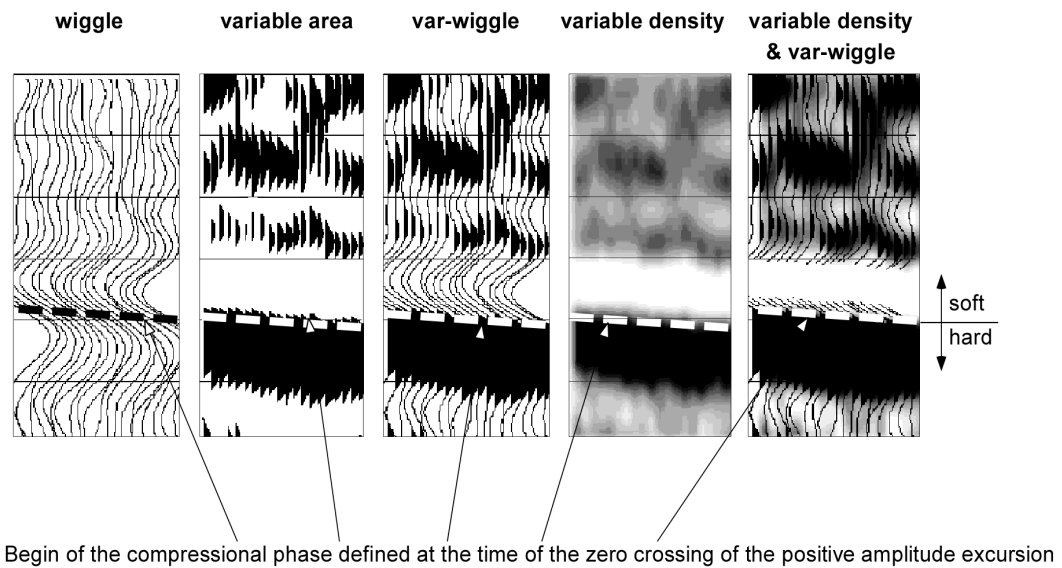 wiggle
variable area
var-wiggle
variable density
variable density
& var-wiggle
soft
hard
Begin of the compressional phase defined at the time of the zero crossing of the positive amplitude excursion